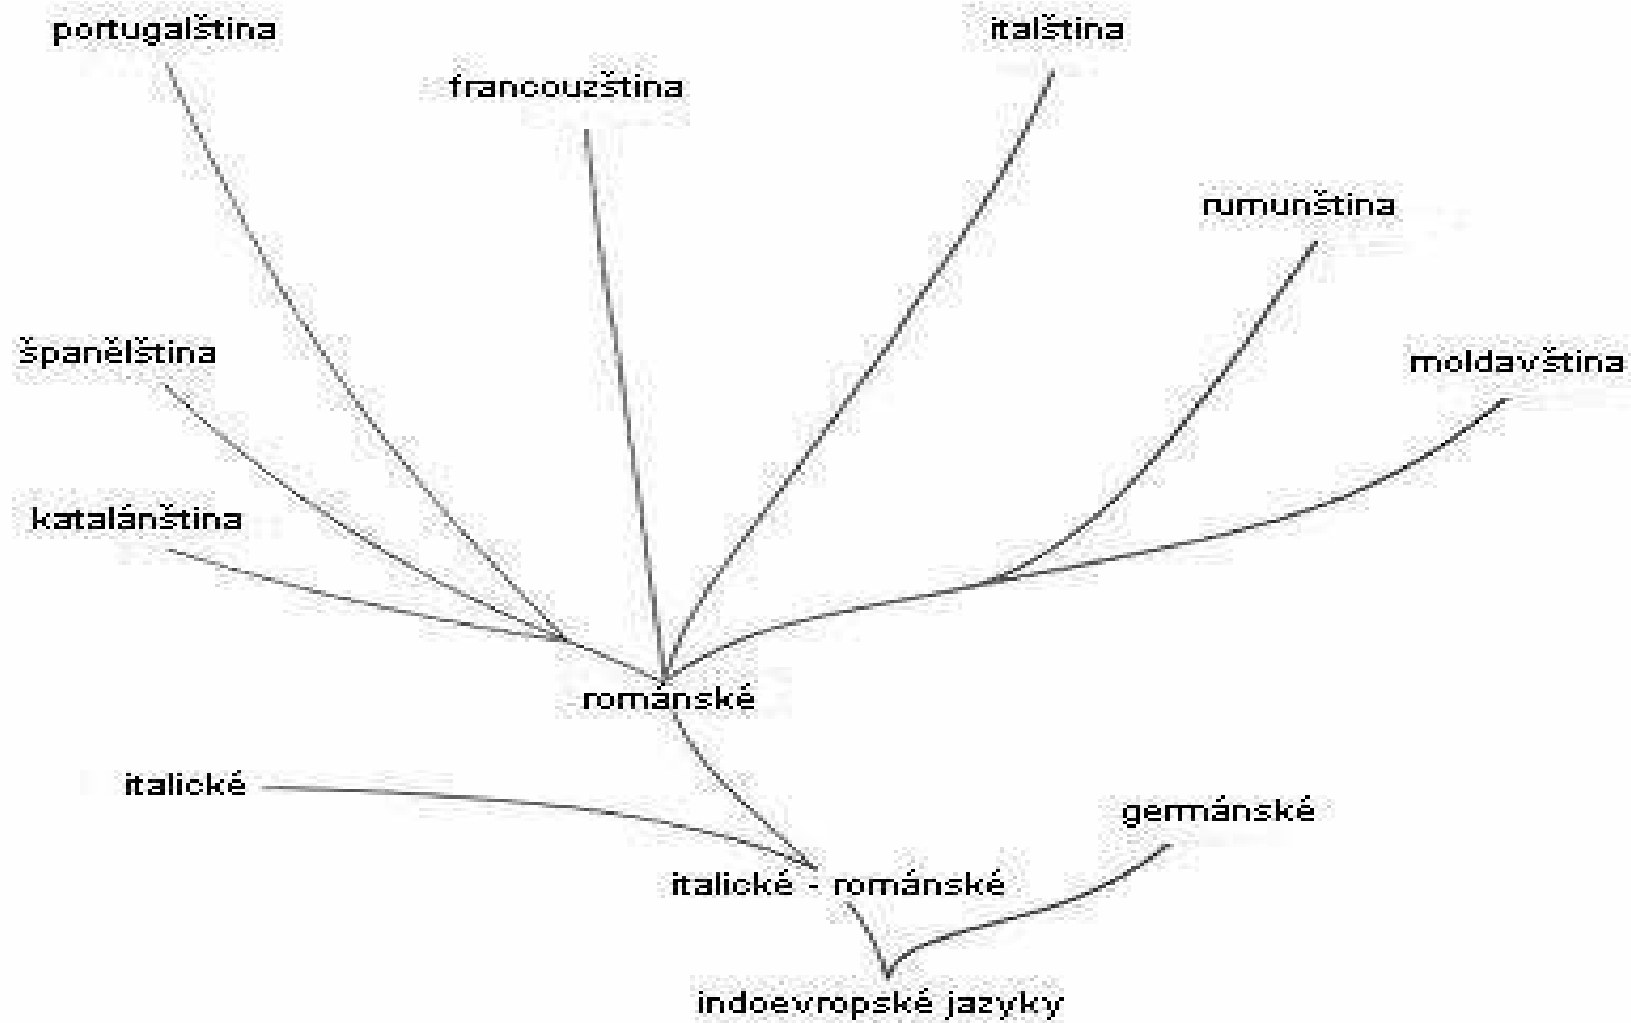 portugalština
italština
francouzština
rumunština
španělština
moldavština
katalánština
románské
italické
germánské
italické - románské
indoevropské jazyky